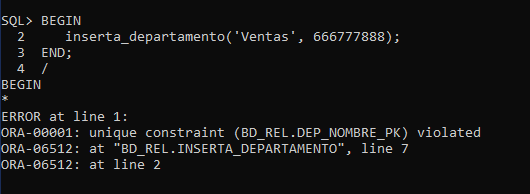 SQL> BEGIN
  2     inserta_departamento('Ventas', 666777888);
  3  END;
  4  /
BEGIN
*
ERROR at line 1:
ORA-00001: unique constraint (BD_REL.DEP_NOMBRE_PK) violated
ORA-06512: at "BD_REL.INSERTA_DEPARTAMENTO", line 7
ORA-06512: at line 2